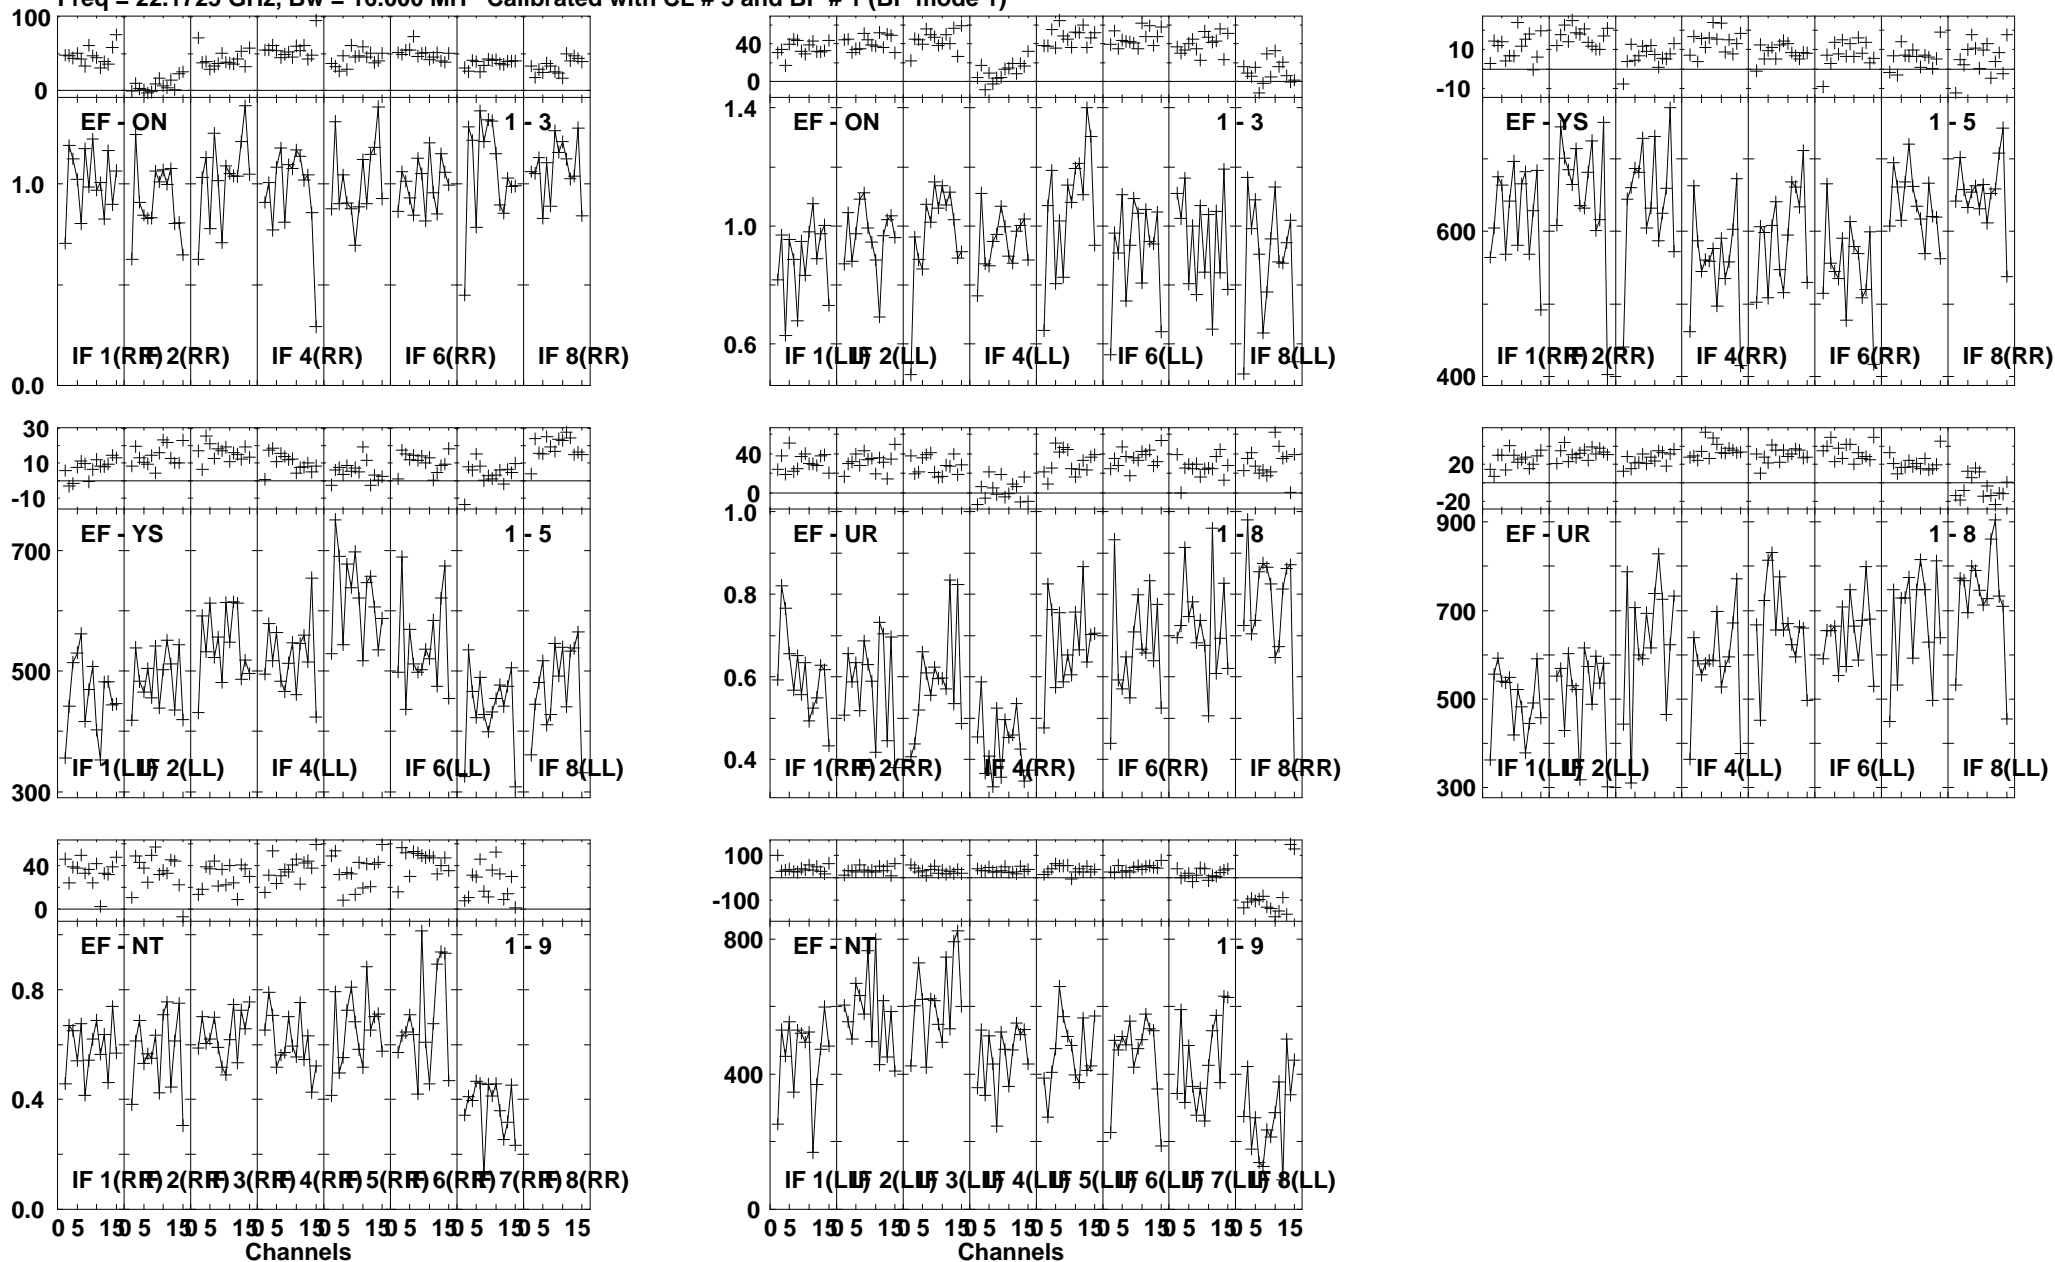 Freq = 22.1725 GHz, Bw = 16.000 MH Calibrated with CL # 3 and BP # 1 (BP mode 1)
100
50
0
EF - ON
1 - 3
1.0
0.0
IF 1(RR)
IF 2(RR)
IF 4(RR)
IF 6(RR)
IF 8(RR)
40
0
1.4
EF - ON
1 - 3
1.0
0.6
IF 1(LL)
IF 2(LL)
IF 4(LL)
IF 6(LL)
IF 8(LL)
10
-10
EF - YS
1 - 5
600
400
IF 1(RR)
IF 2(RR)
IF 4(RR)
IF 6(RR)
IF 8(RR)
30
10
-10
EF - YS
1 - 5
700
500
300
IF 1(LL)
IF 2(LL)
IF 4(LL)
IF 6(LL)
IF 8(LL)
40
0
1.0
EF - UR
1 - 8
0.8
0.6
0.4
IF 1(RR)
IF 2(RR)
IF 4(RR)
IF 6(RR)
IF 8(RR)
20
-20
900
EF - UR
1 - 8
700
500
300
IF 1(LL)
IF 2(LL)
IF 4(LL)
IF 6(LL)
IF 8(LL)
40
0
EF - NT
1 - 9
0.8
0.4
0.0
IF 1(RR)
IF 2(RR)
IF 3(RR)
IF 4(RR)
IF 5(RR)
IF 6(RR)
IF 7(RR)
IF 8(RR)
0 5 15 0 5 15 0 5 15 0 5 15 0 5 15 0 5 15 0 5 15 0 5 15
Channels
100
-100
800
EF - NT
1 - 9
400
0
IF 1(LL)
IF 2(LL)
IF 3(LL)
IF 4(LL)
IF 5(LL)
IF 6(LL)
IF 7(LL)
IF 8(LL)
0 5 15 0 5 15 0 5 15 0 5 15 0 5 15 0 5 15 0 5 15 0 5 15
Channels